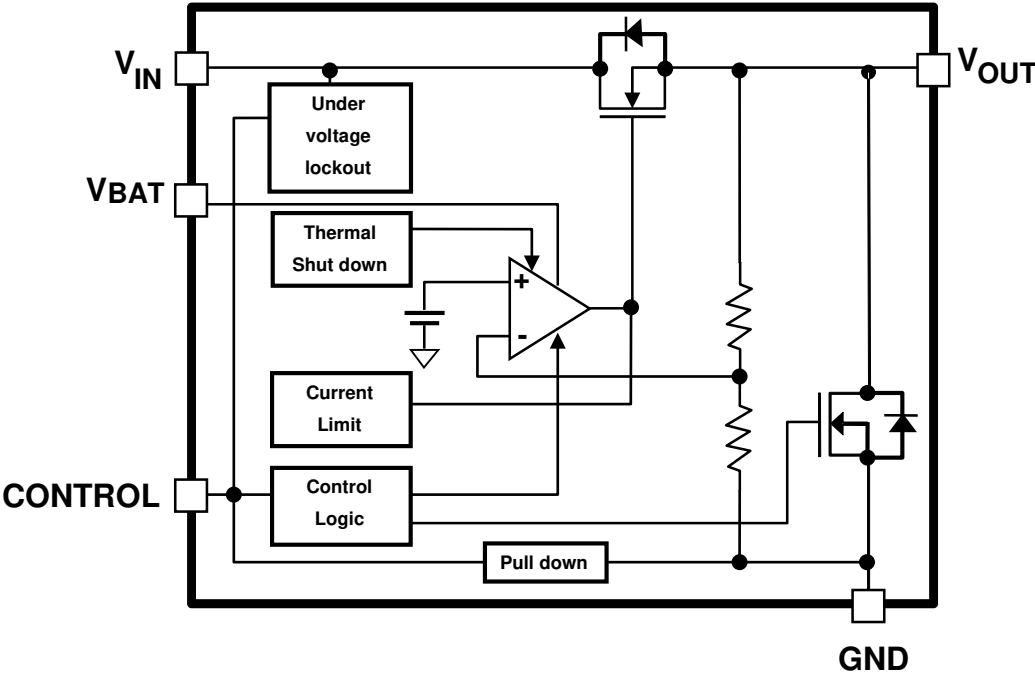 VIN
VOUT
Under
voltage
lockout
VBAT
Thermal
Shut down
+
-
Current
Limit
CONTROL
Control
Logic
Pull down
GND